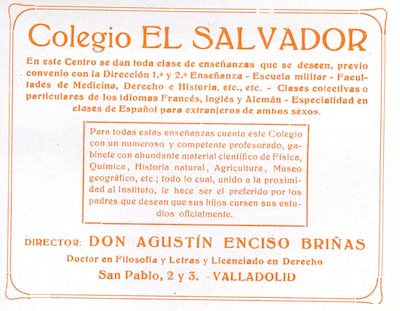 Colegio EL SALVADOR
En este Centro se dan toda clase de enseñanzas que se deseen, previo
convenio con la Dirección 1.ª y 2.ª Enseñanza - Escuela militar - Facul-
tades de Medicina, Derecho e Historia, etc., etc. - Clases colectivas o
particulares de los idiomas Francés, Inglés y Alemán - Especialidad en
clases de Español para extranjeros de ambos sexos.
Para todas estas enseñanzas cuenta este Colegio
con un numeroso y competente profesorado, ga-
binete con abundante material científico de Física,
Química, Historia natural, Agricultura, Museo
geográfico, etc.; todo lo cual, unido a la proximi-
dad al Instituto, le hace ser el preferido por los
padres que desean que sus hijos cursen sus estu-
dios oficialmente.
DIRECTOR: DON AGUSTÍN ENCISO BRIÑAS
Doctor en Filosofía y Letras y Licenciado en Derecho
San Pablo, 2 y 3. - VALLADOLID